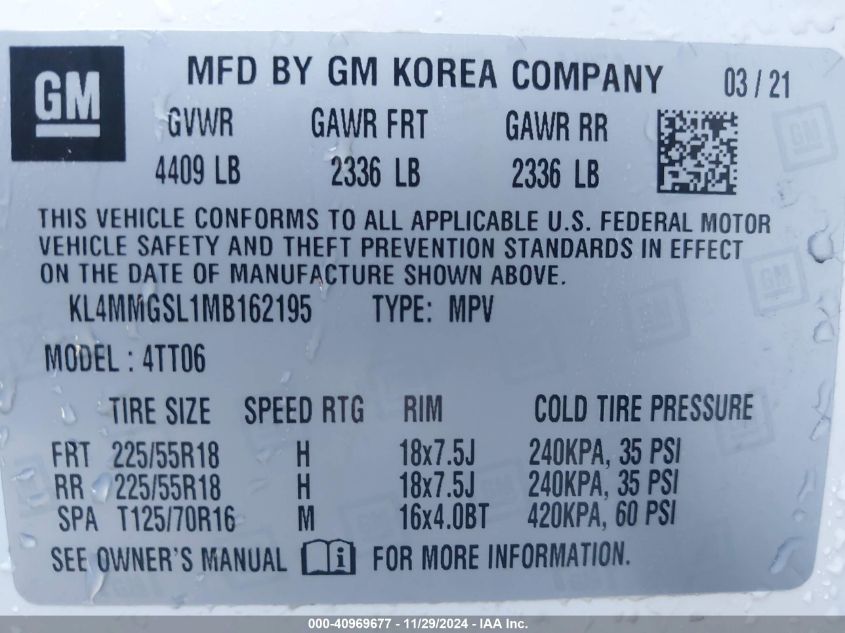 GM
MFD BY GM KOREA COMPANY 03 / 21
GVWR GAWR FRT GAWR RR
4409 LB 2336 LB 2336 LB
THIS VEHICLE CONFORMS TO ALL APPLICABLE U.S. FEDERAL MOTOR
VEHICLE SAFETY AND THEFT PREVENTION STANDARDS IN EFFECT
ON THE DATE OF MANUFACTURE SHOWN ABOVE.
KL4MMGSL1MB162195 TYPE: MPV
MODEL : 4TT06
TIRE SIZE SPEED RTG RIM COLD TIRE PRESSURE
FRT 225/55R18 H 18x7.5J 240KPA, 35 PSI
RR 225/55R18 H 18x7.5J 240KPA, 35 PSI
SPA T125/70R16 M 16x4.0BT 420KPA, 60 PSI
SEE OWNER'S MANUAL i FOR MORE INFORMATION.
000-40969677 - 11/29/2024 - IAA Inc.